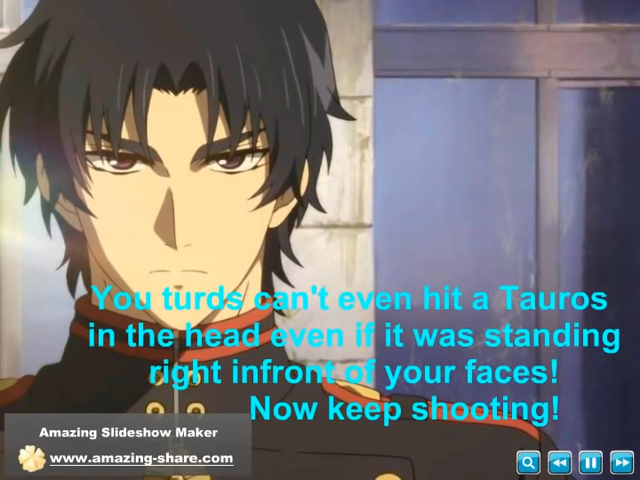 You turds can't even hit a Tauros
in the head even if it was standing
right infront of your faces!
Now keep shooting!
Amazing Slideshow Maker
www.amazing-share.com